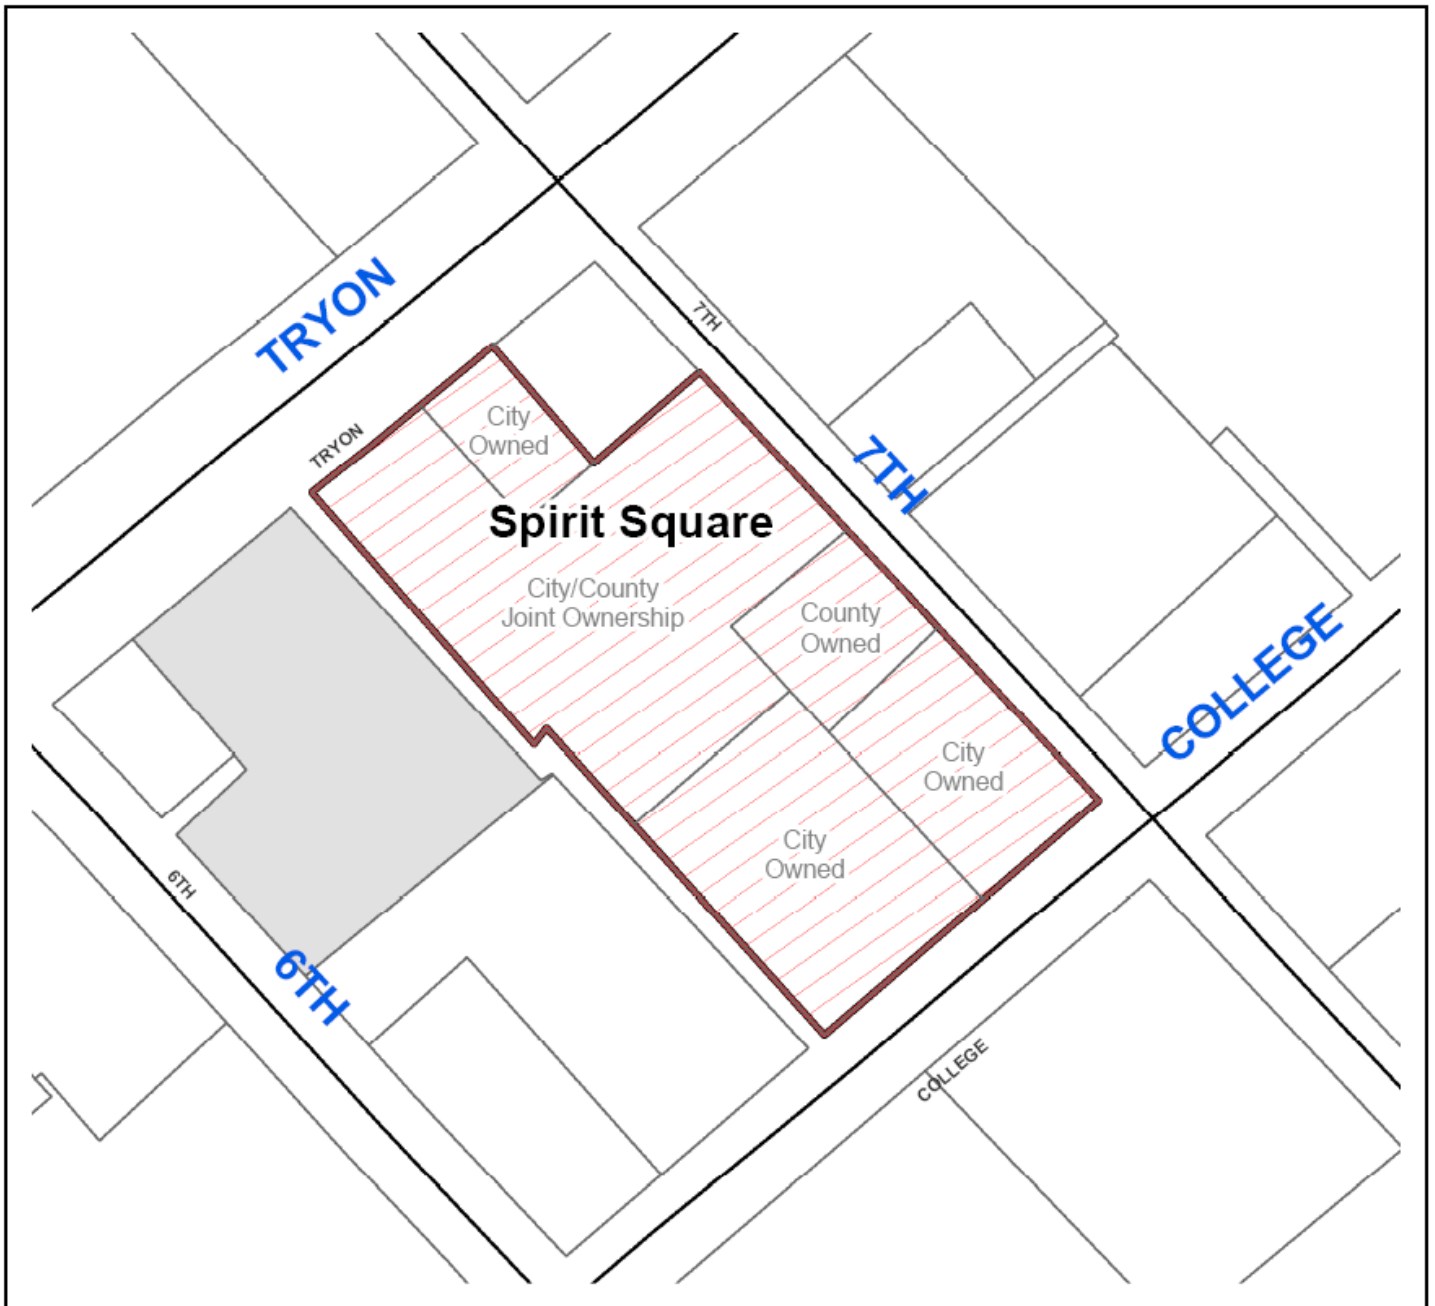 TRYON
7TH
TRYON
City
Owned
7TH
Spirit Square
City/County
Joint Ownership
County
Owned
COLLEGE
City
Owned
City
Owned
6TH
6TH
COLLEGE